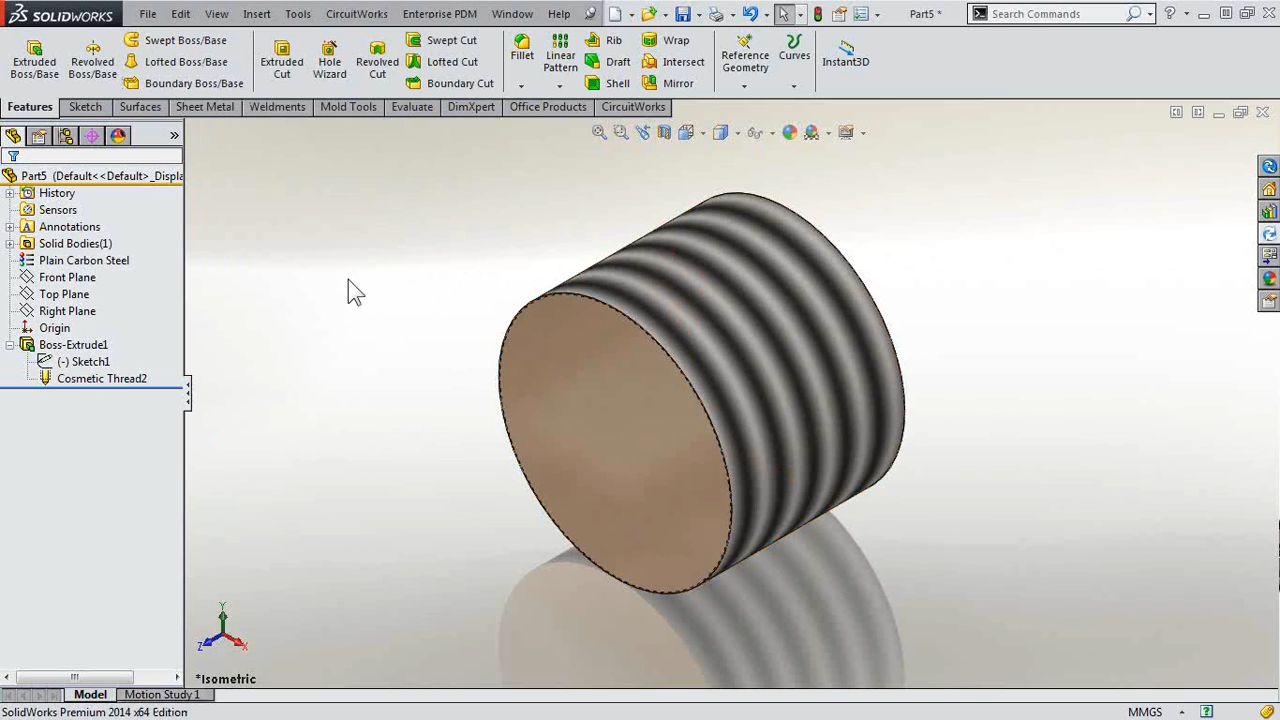 SOLIDWORKS File Edit View Insert Tools CircuitWorks Enterprise PDM Window Help Part5 * Search Commands
Extruded Boss/Base
Revolved Boss/Base
Swept Boss/Base
Lofted Boss/Base
Boundary Boss/Base
Extruded Cut
Hole Wizard
Revolved Cut
Swept Cut
Lofted Cut
Boundary Cut
Fillet
Linear Pattern
Rib
Draft
Shell
Wrap
Intersect
Mirror
Reference Geometry
Curves
Instant3D
Features Sketch Surfaces Sheet Metal Weldments Mold Tools Evaluate DimXpert Office Products CircuitWorks
Part5 (Default<<Default>_Displa
History
Sensors
Annotations
Solid Bodies(1)
Plain Carbon Steel
Front Plane
Top Plane
Right Plane
Origin
Boss-Extrude1
(-) Sketch1
Cosmetic Thread2
Y
Z
X
*Isometric
Model Motion Study 1
SolidWorks Premium 2014 x64 Edition MMGS